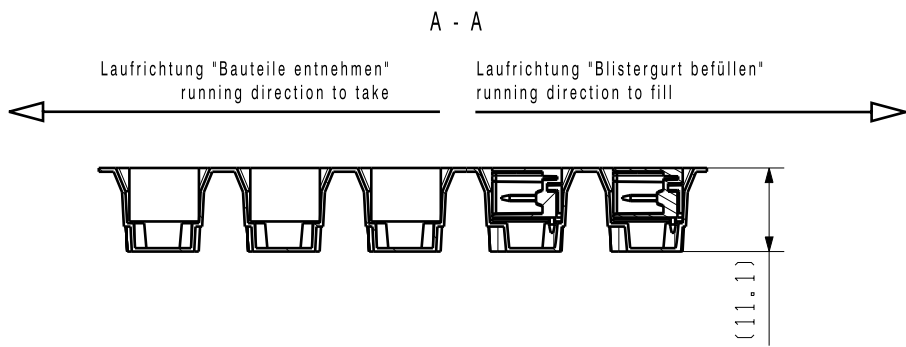 A - A
Laufrichtung "Bauteile entnehmen"
running direction to take
Laufrichtung "Blistergurt befüllen"
running direction to fill
(11.1)